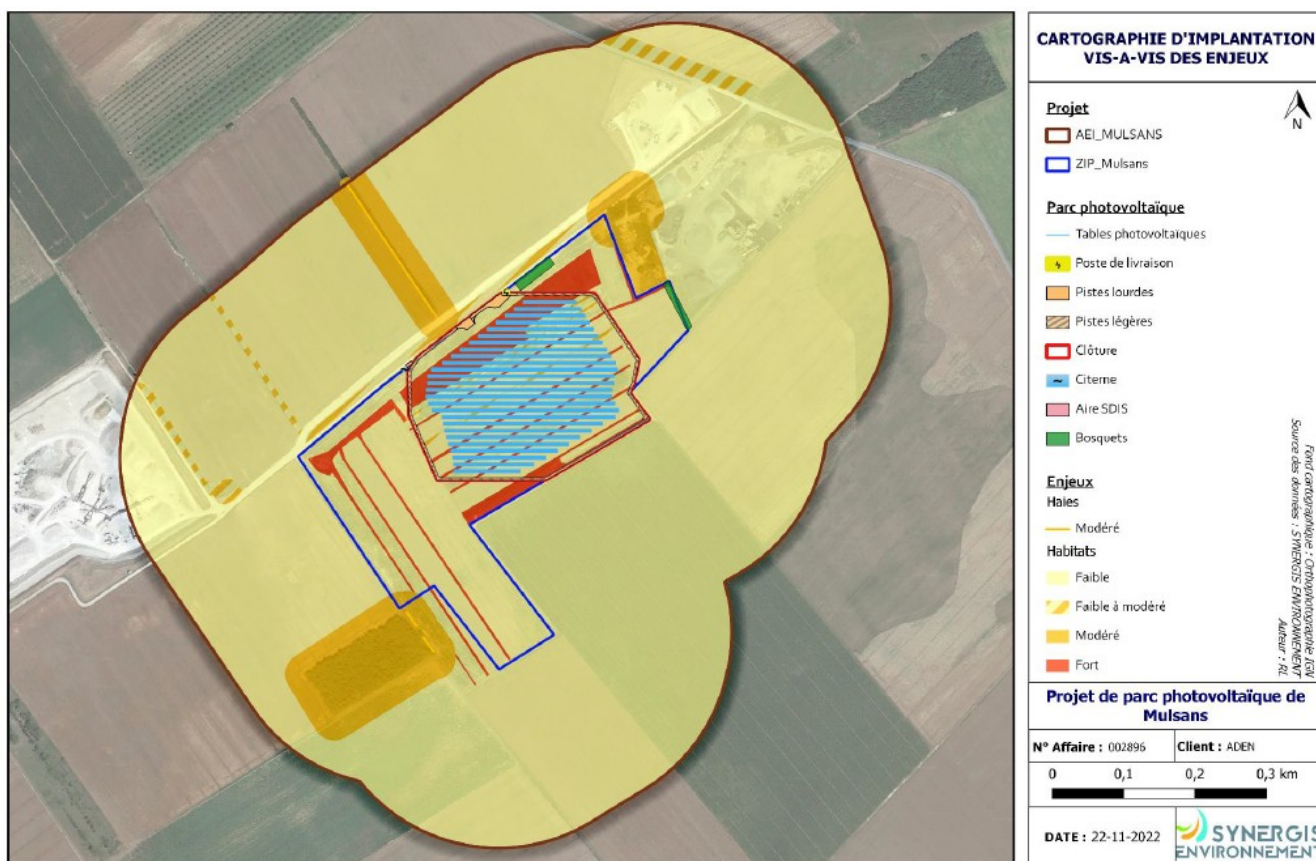 CARTOGRAPHIE D'IMPLANTATION
VIS-A-VIS DES ENJEUX
N
Projet
AEI_MULSANS
ZIP_Mulsans
Parc photovoltaïque
Tables photovoltaïques
Poste de livraison
Pistes lourdes
Pistes légères
Clôture
Citerne
Aire SDIS
Bosquets
Enjeux
Haies
Modéré
Habitats
Faible
Faible à modéré
Modéré
Fort
Fond cartographique : Orthophotographie IGN
Source des données : SYNERGIS ENVIRONNEMENT
Auteur : RL
Projet de parc photovoltaïque de
Mulsans
N° Affaire : 002896
Client : ADEN
0 0,1 0,2 0,3 km
DATE : 22-11-2022
SYNERGIS
ENVIRONNEMENT